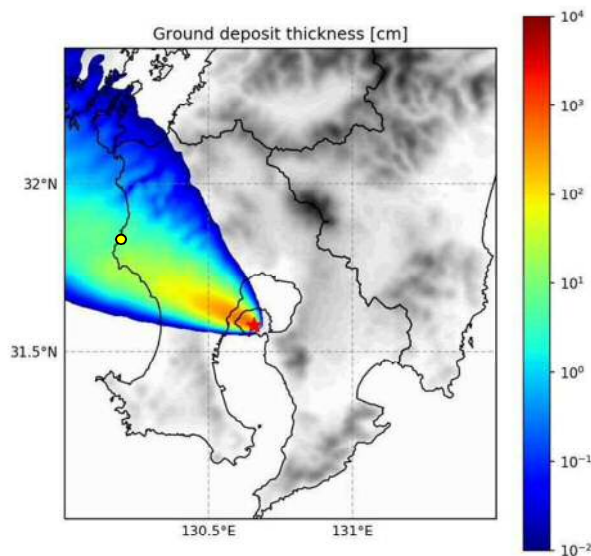 Ground deposit thickness [cm]
32°N
31.5°N
130.5°E
131°E
10⁴
10³
10²
10¹
10⁰
10⁻¹
10⁻²